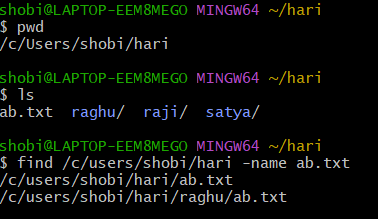 shobi@LAPTOP-EEM8MEGO MINGW64 ~/hari
$ pwd
/c/Users/shobi/hari
shobi@LAPTOP-EEM8MEGO MINGW64 ~/hari
$ ls
ab.txt  raghu/  raji/  satya/
shobi@LAPTOP-EEM8MEGO MINGW64 ~/hari
$ find /c/users/shobi/hari -name ab.txt
/c/users/shobi/hari/ab.txt
/c/users/shobi/hari/raghu/ab.txt